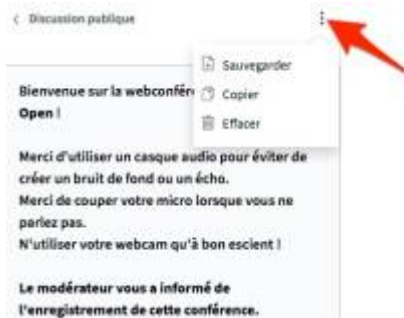 Discussion publique
Sauvegarder
Copier
Effacer
Bienvenue sur la webconfér
Open !
Merci d'utiliser un casque audio pour éviter de
créer un bruit de fond ou un écho.
Merci de couper votre micro lorsque vous ne
parlez pas.
N'utiliser votre webcam qu'à bon escient !
Le modérateur vous a informé de
l'enregistrement de cette conférence.